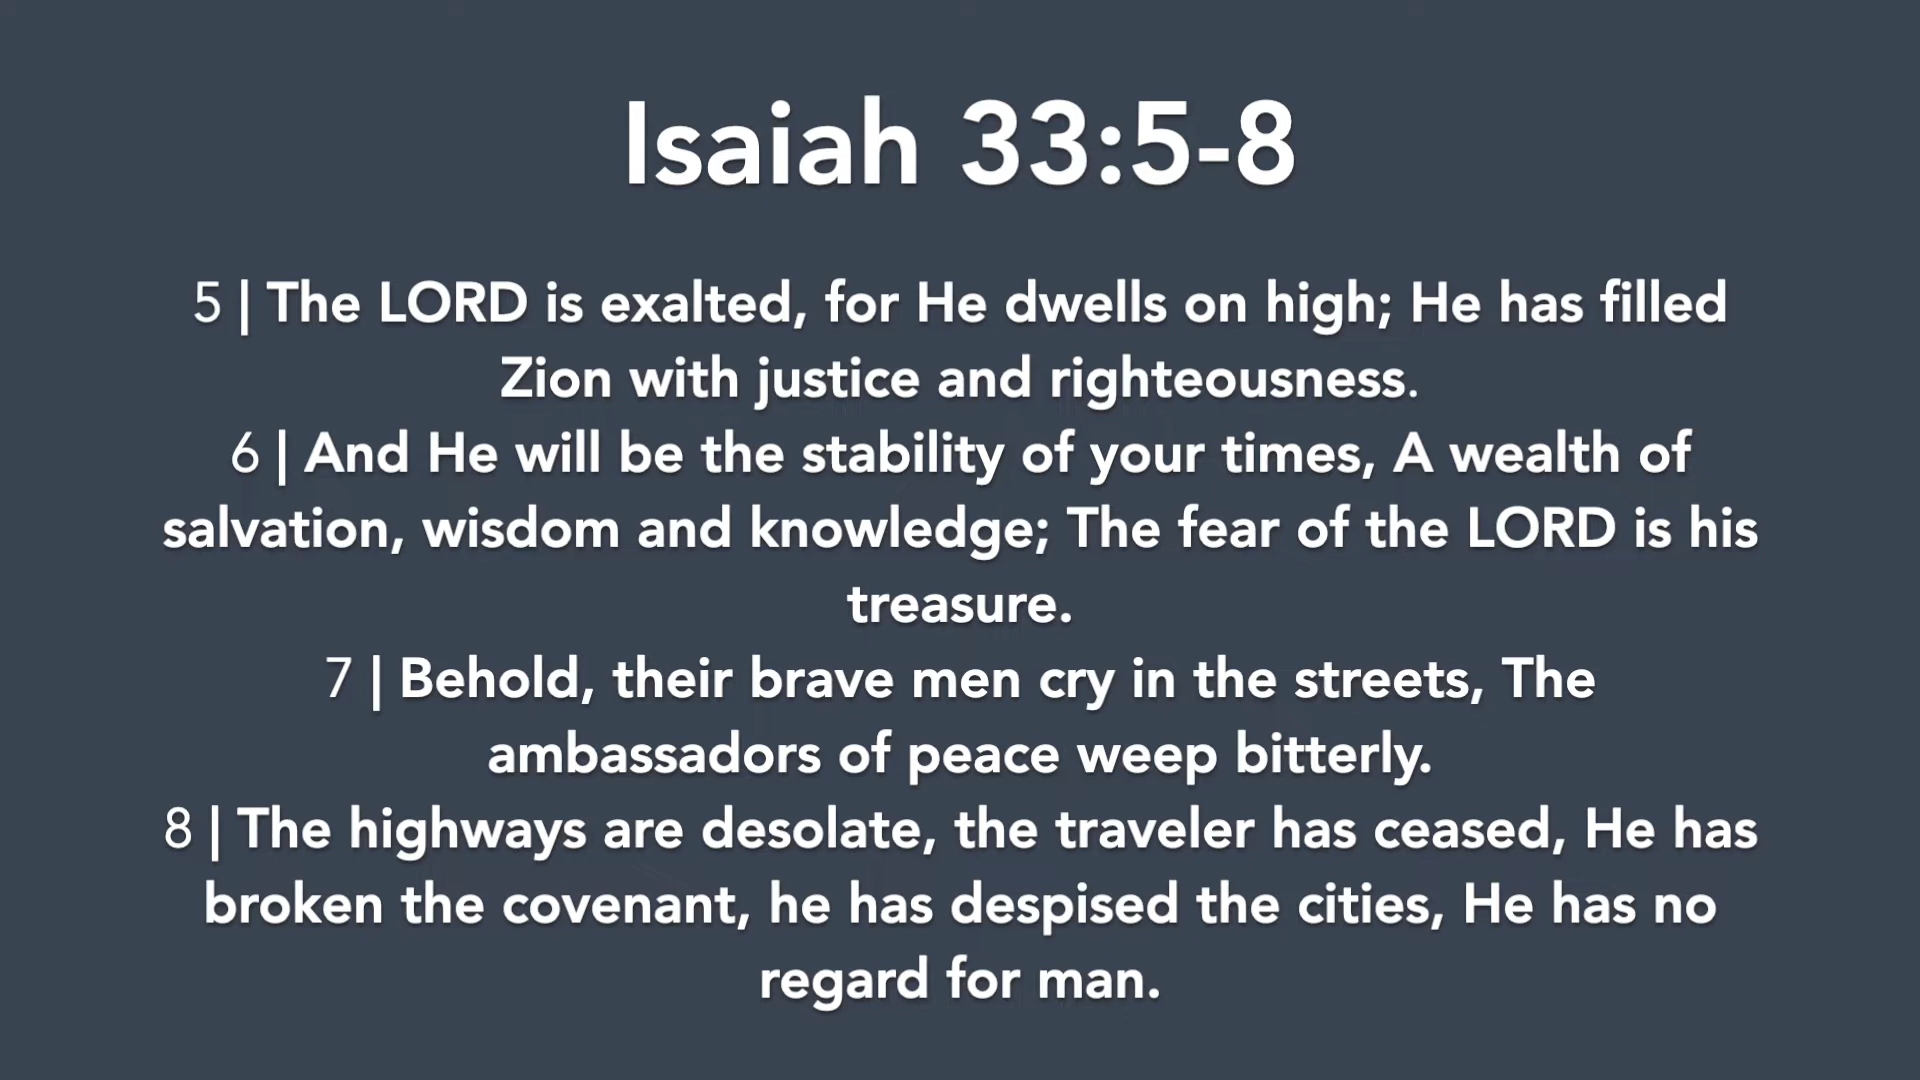 Isaiah 33:5-8
5 | The LORD is exalted, for He dwells on high; He has filled
Zion with justice and righteousness.
6 | And He will be the stability of your times, A wealth of
salvation, wisdom and knowledge; The fear of the LORD is his
treasure.
7 | Behold, their brave men cry in the streets, The
ambassadors of peace weep bitterly.
8 | The highways are desolate, the traveler has ceased, He has
broken the covenant, he has despised the cities, He has no
regard for man.